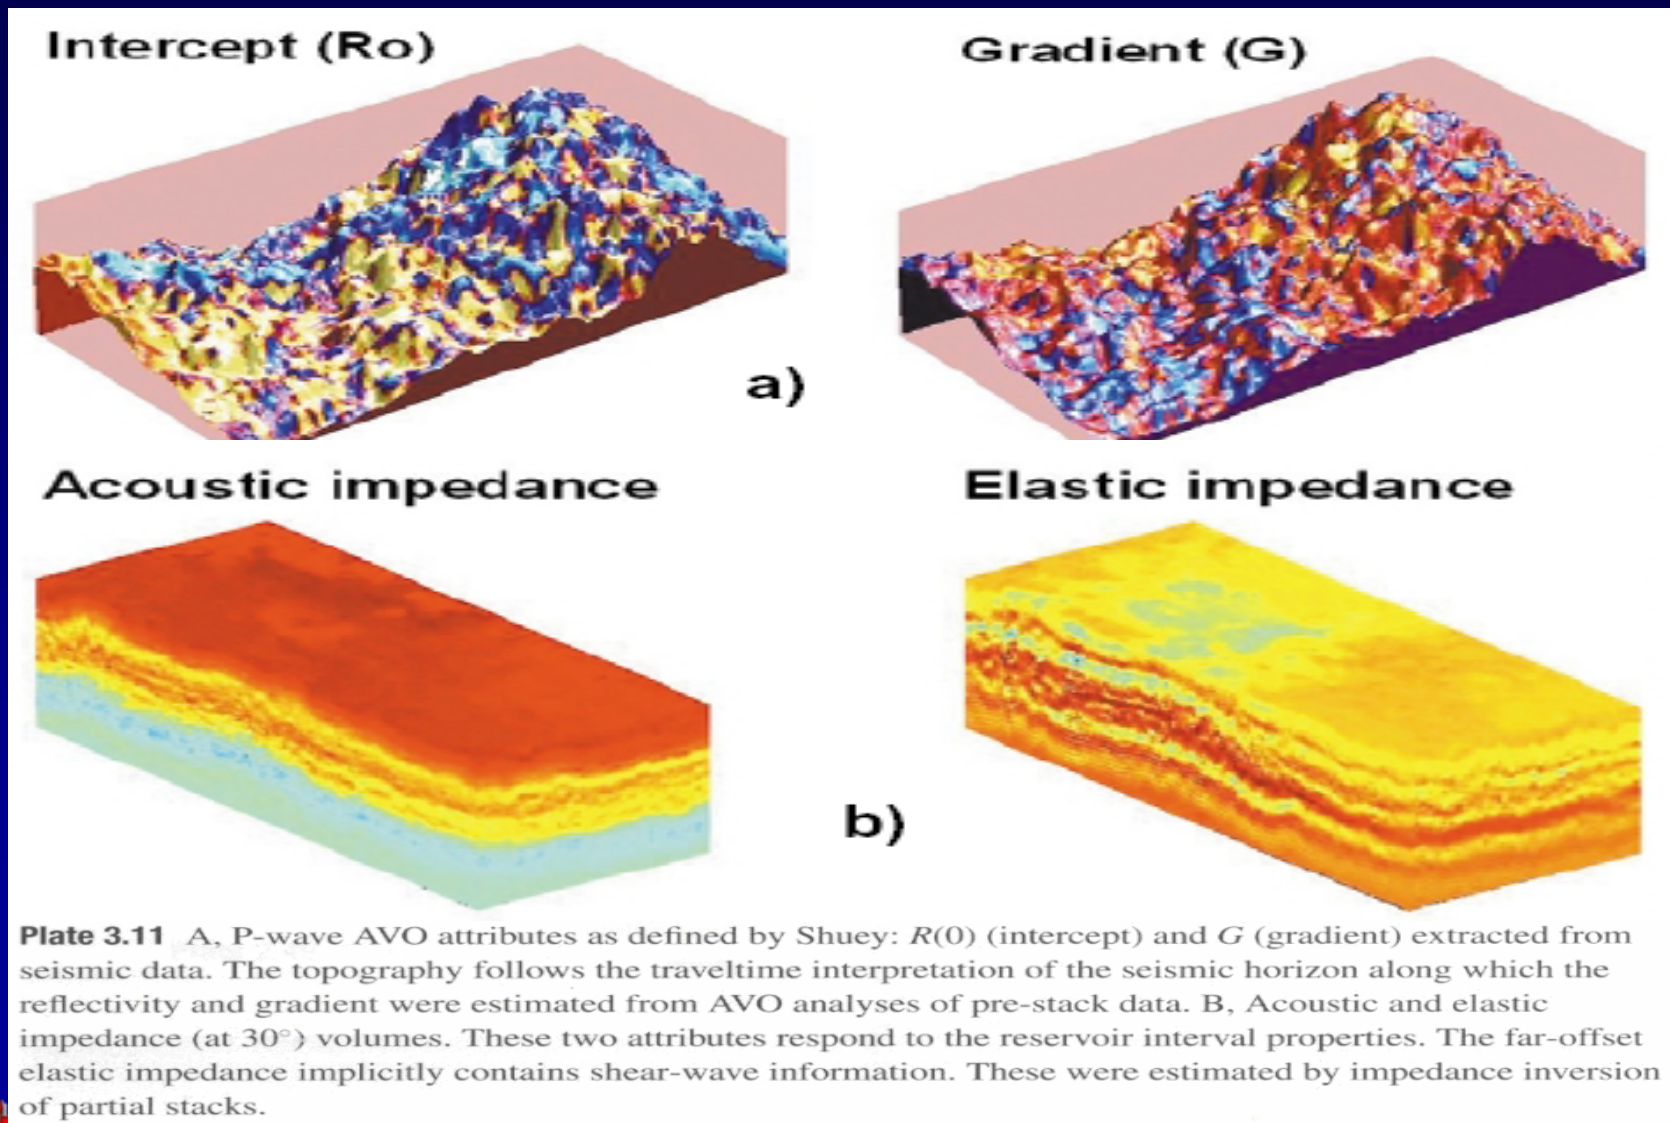 Intercept (Ro)
Gradient (G)
a)
Acoustic impedance
Elastic impedance
b)
Plate 3.11 A, P-wave AVO attributes as defined by Shuey: R(0) (intercept) and G (gradient) extracted from
seismic data. The topography follows the traveltime interpretation of the seismic horizon along which the
reflectivity and gradient were estimated from AVO analyses of pre-stack data. B, Acoustic and elastic
impedance (at 30°) volumes. These two attributes respond to the reservoir interval properties. The far-offset
elastic impedance implicitly contains shear-wave information. These were estimated by impedance inversion
of partial stacks.